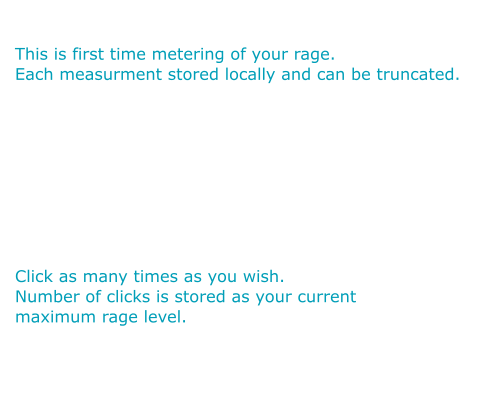 This is first time metering of your rage.
Each measurment stored locally and can be truncated.
Click as many times as you wish.
Number of clicks is stored as your current
maximum rage level.